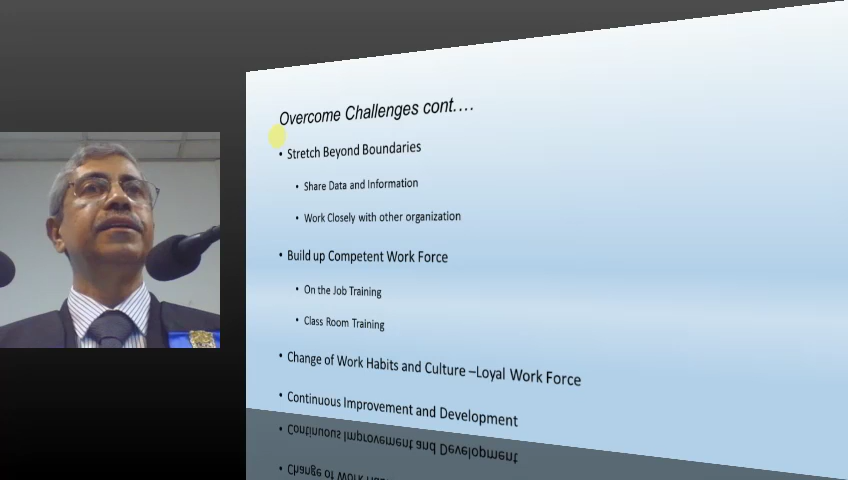 Overcome Challenges cont....
• Stretch Beyond Boundaries
• Share Data and Information
• Work Closely with other organization
• Build up Competent Work Force
• On the Job Training
• Class Room Training
• Change of Work Habits and Culture –Loyal Work Force
• Continuous Improvement and Development